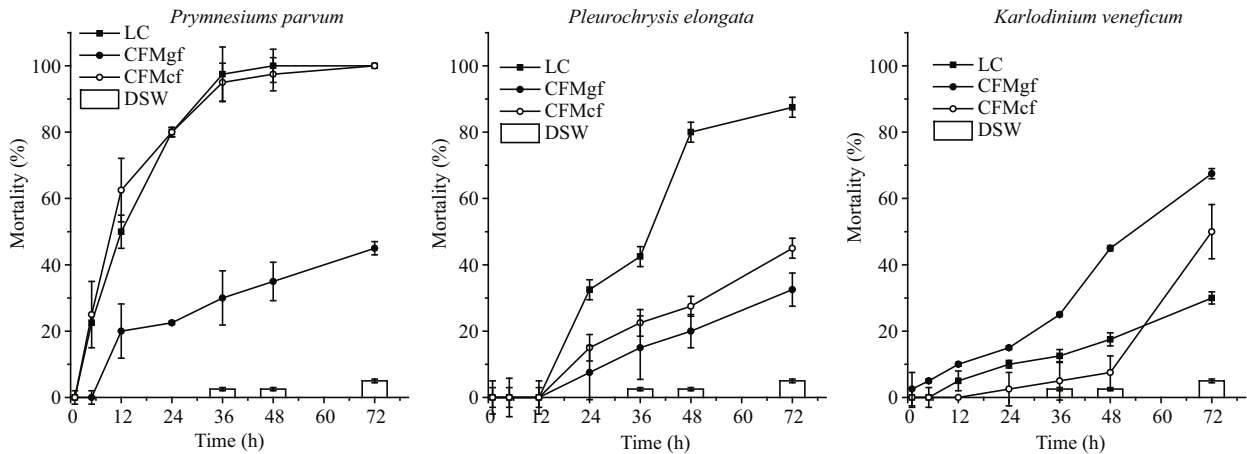 Prymnesiums parvum
LC
CFMgf
CFMcf
DSW
Mortality (%)
100
80
60
40
20
0
0 12 24 36 48 60 72
Time (h)
Pleurochrysis elongata
LC
CFMgf
CFMcf
DSW
Mortality (%)
100
80
60
40
20
0
0 12 24 36 48 60 72
Time (h)
Karlodinium veneficum
LC
CFMgf
CFMcf
DSW
Mortality (%)
100
80
60
40
20
0
0 12 24 36 48 60 72
Time (h)